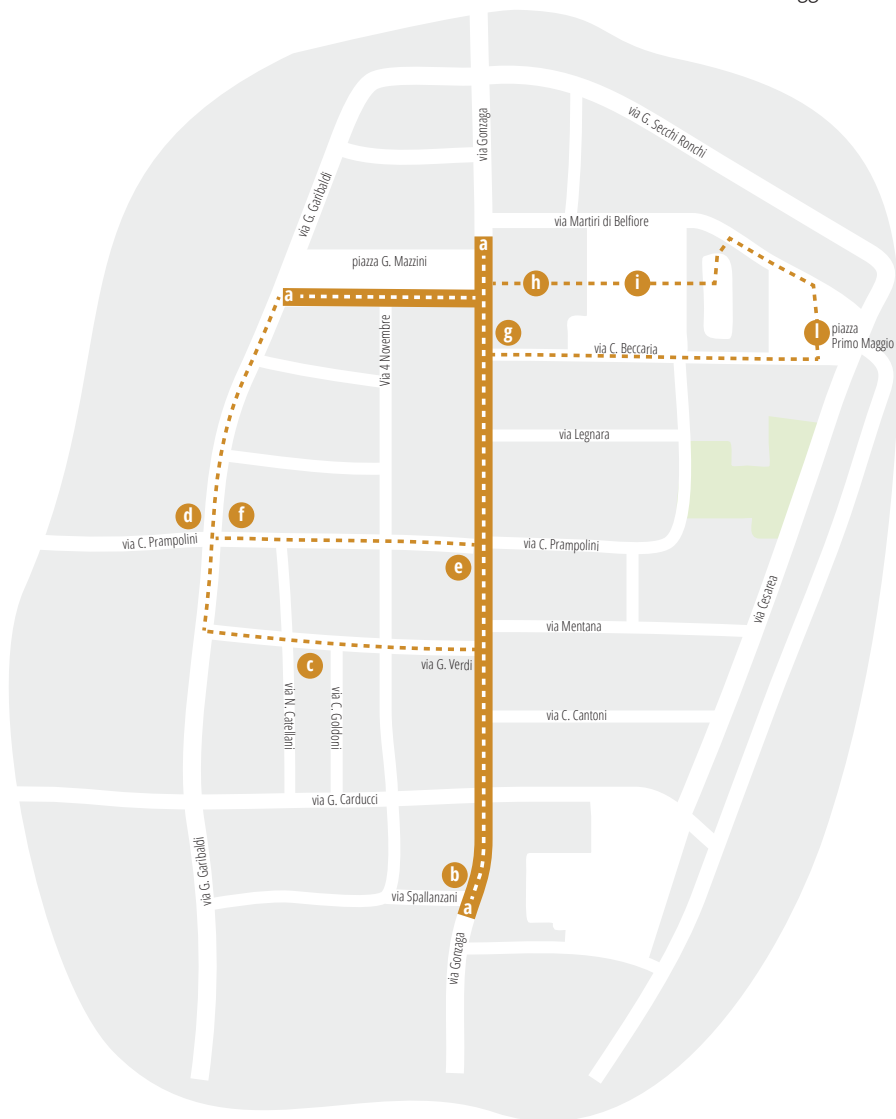 via G. Secchi Ronchi
via Gonzaga
via G. Garibaldi
via Martiri di Belfiore
a
piazza G. Mazzini
h
i
a
g
l
piazza
Primo Maggio
via C. Beccaria
Via 4 Novembre
via Legnara
d
f
via C. Prampolini
via C. Prampolini
e
via Cesarea
via Mentana
c
via G. Verdi
via N. Catellani
via C. Goldoni
via C. Cantoni
via G. Carducci
via G. Garibaldi
b
via Spallanzani
a
via Gonzaga